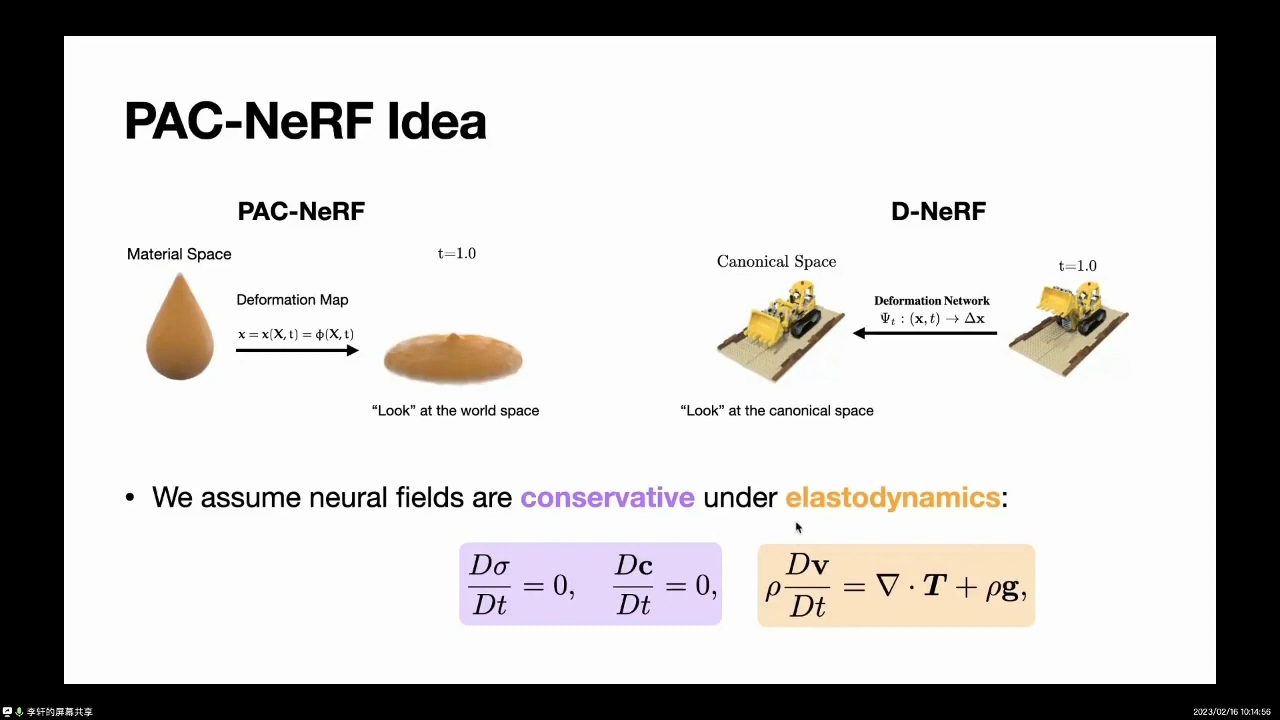 PAC-NeRF Idea
PAC-NeRF
D-NeRF
Material Space
t=1.0
Deformation Map
x = x(X, t) = ϕ(X, t)
"Look" at the world space
Canonical Space
t=1.0
Deformation Network
Ψt : (x, t) → Δx
"Look" at the canonical space
• We assume neural fields are conservative under elastodynamics:
Dσ/Dt = 0, Dc/Dt = 0, ρ Dv/Dt = ∇ · T + ρg,
李轩的屏幕共享
2023/02/16 10:14:56